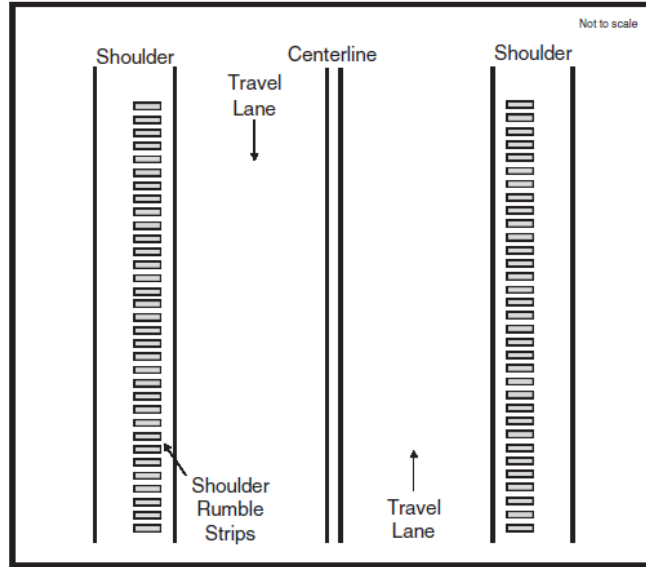 Not to scale
Shoulder
Centerline
Shoulder
Travel
Lane
Shoulder
Rumble
Strips
Travel
Lane